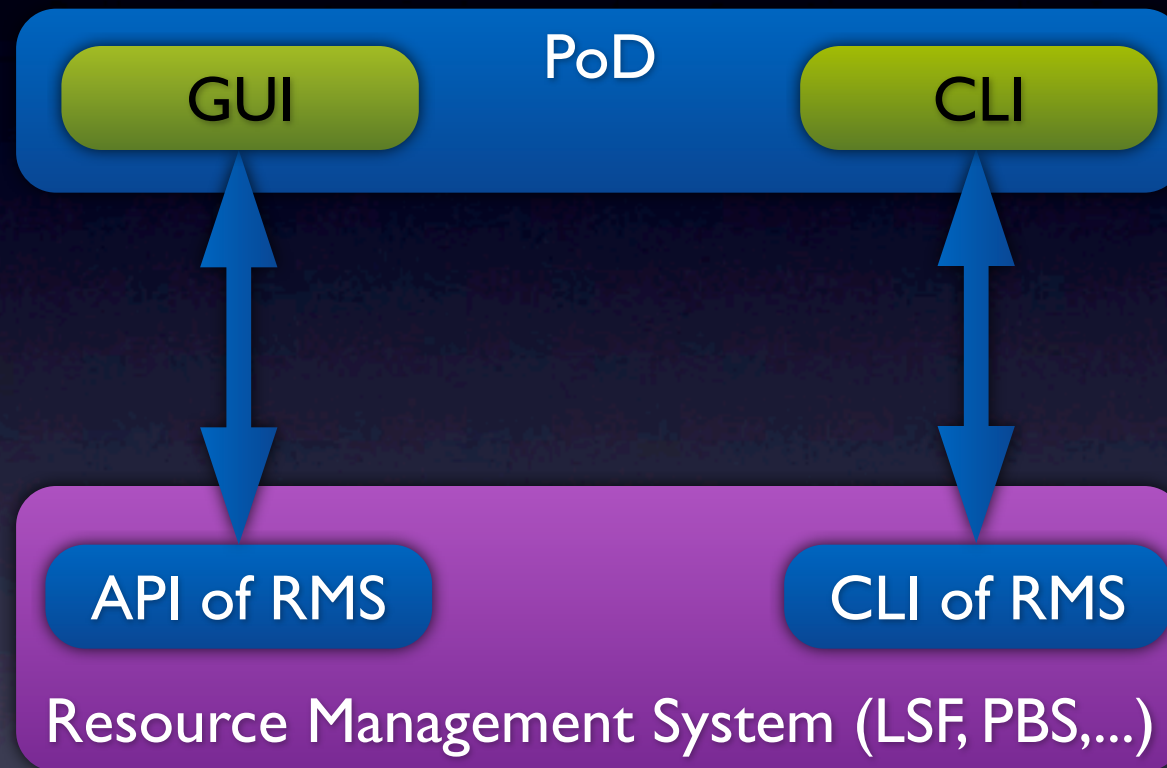 PoD
GUI
CLI
API of RMS
CLI of RMS
Resource Management System (LSF, PBS,...)